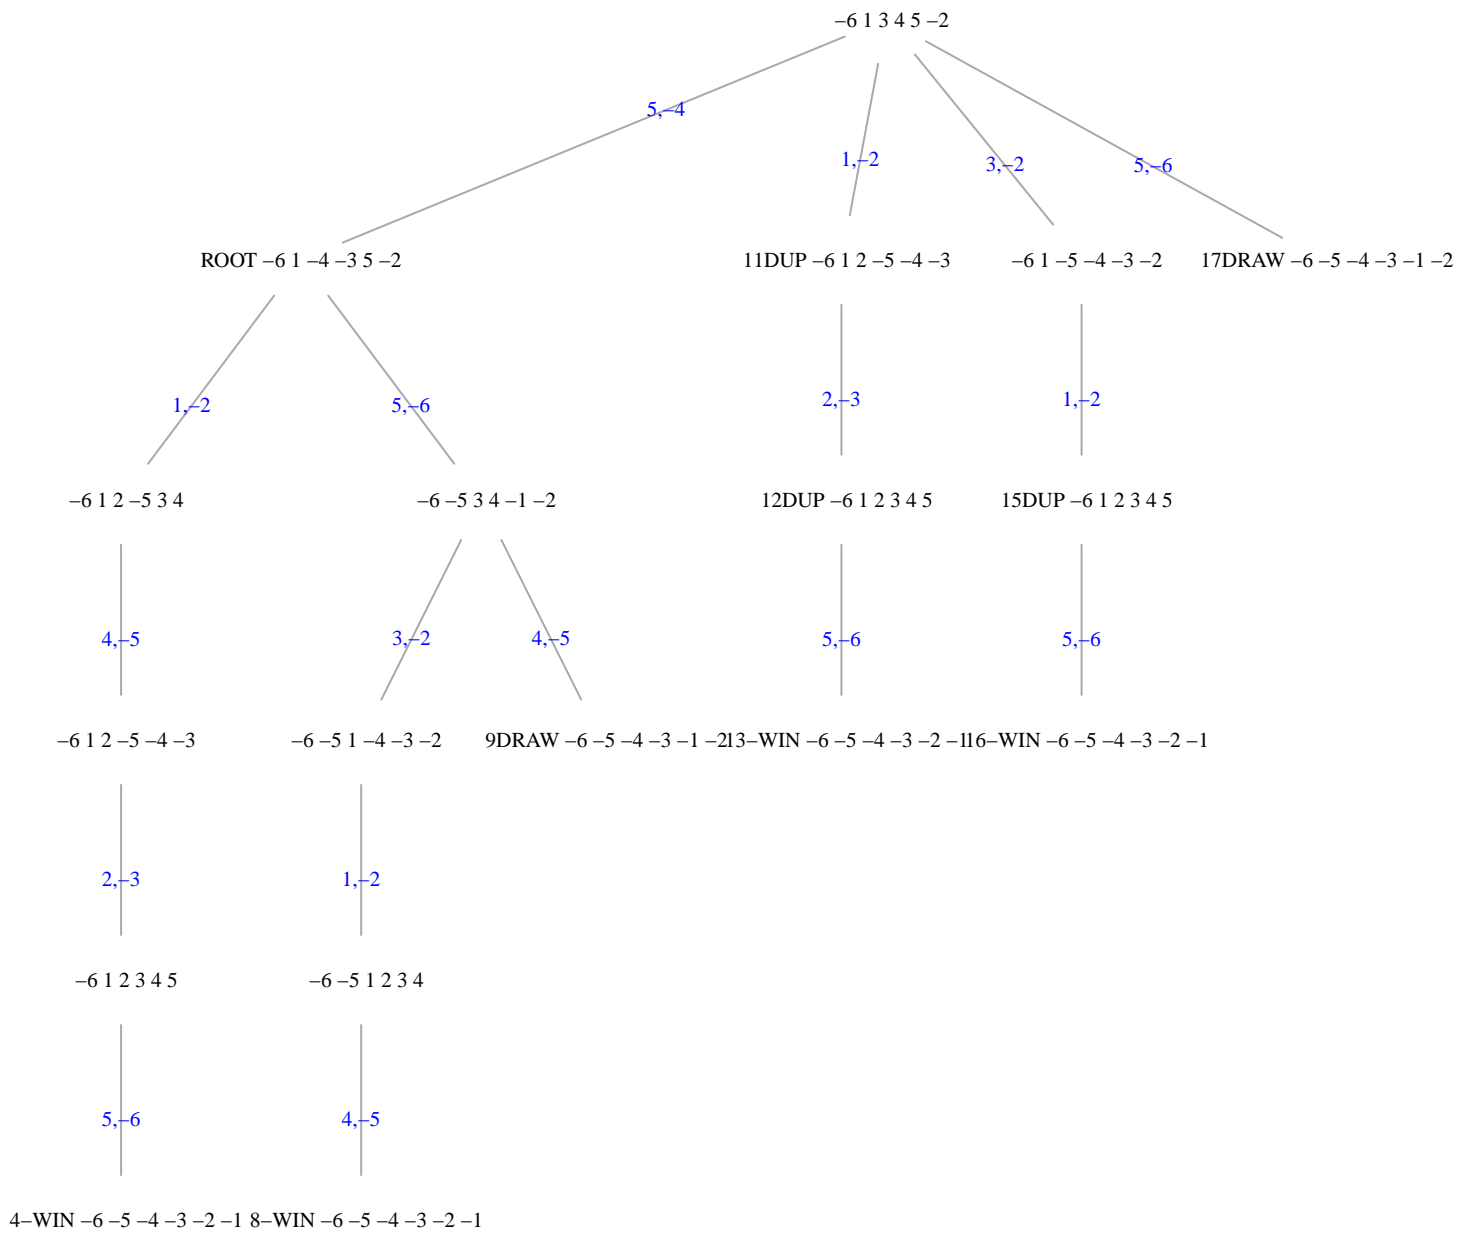 −6 1 3 4 5 −2
5,−4
1,−2
3,−2
5,−6
ROOT −6 1 −4 −3 5 −2
11DUP −6 1 2 −5 −4 −3
−6 1 −5 −4 −3 −2
17DRAW −6 −5 −4 −3 −1 −2
1,−2
5,−6
2,−3
1,−2
−6 1 2 −5 3 4
−6 −5 3 4 −1 −2
12DUP −6 1 2 3 4 5
15DUP −6 1 2 3 4 5
4,−5
3,−2
4,−5
5,−6
5,−6
−6 1 2 −5 −4 −3
−6 −5 1 −4 −3 −2
9DRAW −6 −5 −4 −3 −1 −2
13−WIN −6 −5 −4 −3 −2 −1
16−WIN −6 −5 −4 −3 −2 −1
2,−3
1,−2
−6 1 2 3 4 5
−6 −5 1 2 3 4
5,−6
4,−5
4−WIN −6 −5 −4 −3 −2 −1
8−WIN −6 −5 −4 −3 −2 −1